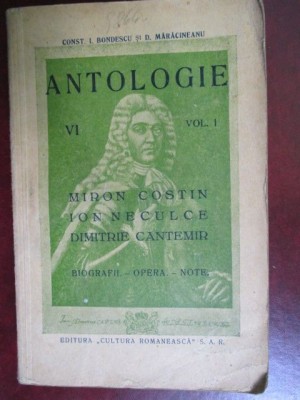 CONST. I. BONDESCU ȘI D. MĂRĂCINEANU
ANTOLOGIE
VI VOL. I
MIRON COSTIN
ION NECULCE
DIMITRIE CANTEMIR
BIOGRAFII. – OPERA. – NOTE
EDITURA „CULTURA ROMÂNEASCĂ" S. A. R.